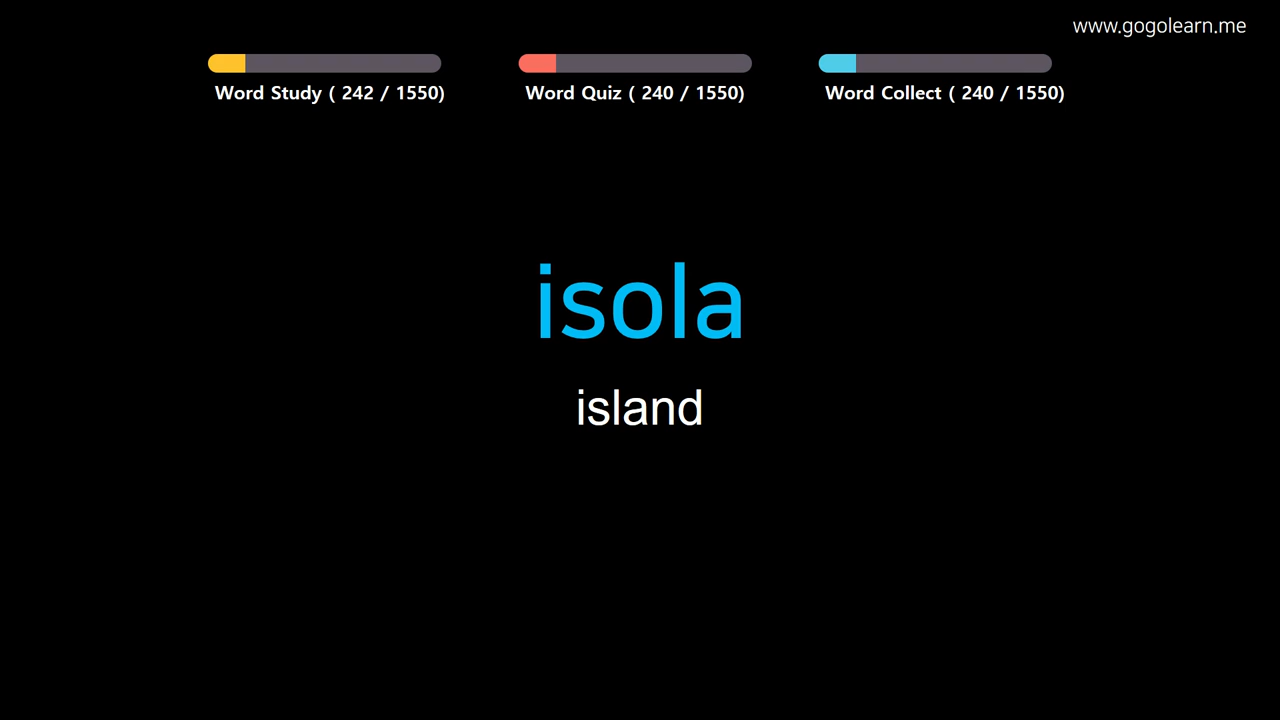 www.gogolearn.me
Word Study ( 242 / 1550)
Word Quiz ( 240 / 1550)
Word Collect ( 240 / 1550)
isola
island